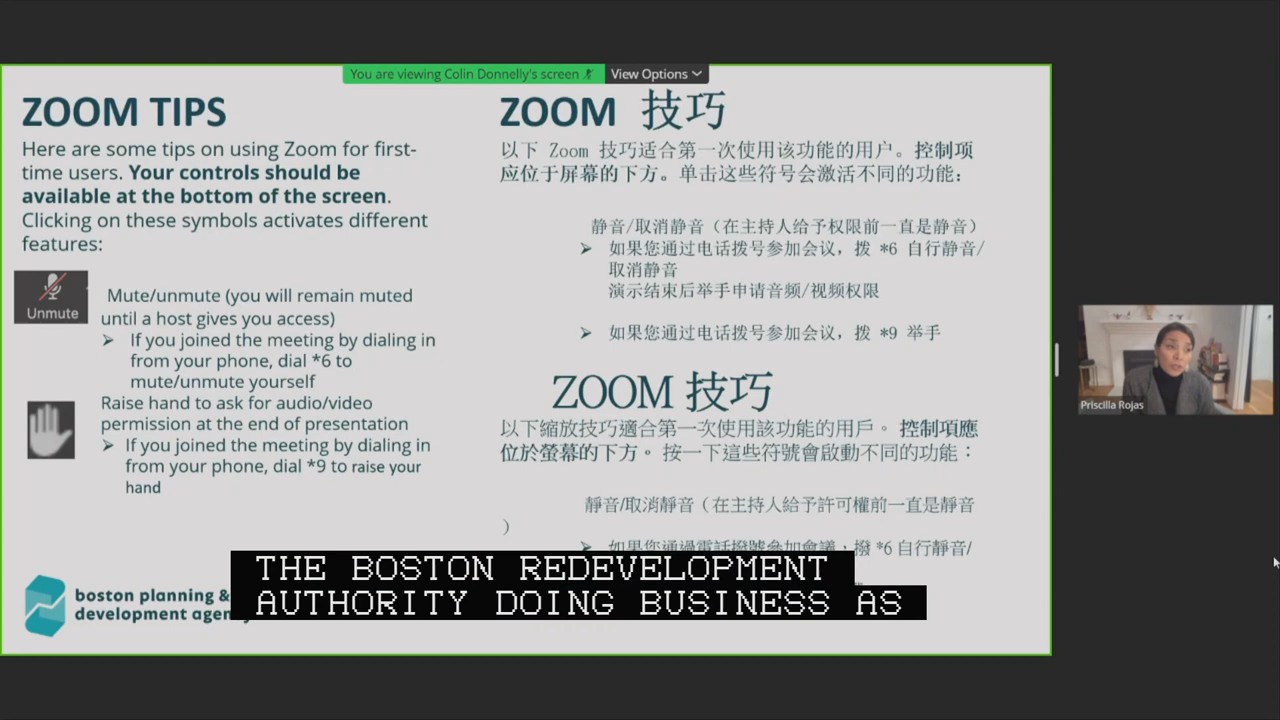 You are viewing Colin Donnelly's screen
View Options
ZOOM TIPS
Here are some tips on using Zoom for first-
time users. Your controls should be
available at the bottom of the screen.
Clicking on these symbols activates different
features:
Unmute
Mute/unmute (you will remain muted
until a host gives you access)
➢ If you joined the meeting by dialing in
from your phone, dial *6 to
mute/unmute yourself
Raise hand to ask for audio/video
permission at the end of presentation
➢ If you joined the meeting by dialing in
from your phone, dial *9 to raise your
hand
ZOOM 技巧
以下 Zoom 技巧适合第一次使用该功能的用户。控制项
应位于屏幕的下方。单击这些符号会激活不同的功能：
静音/取消静音（在主持人给予权限前一直是静音）
➢ 如果您通过电话拨号参加会议，拨 *6 自行静音/
取消静音
演示结束后举手申请音频/视频权限
➢ 如果您通过电话拨号参加会议，拨 *9 举手
ZOOM 技巧
以下縮放技巧適合第一次使用該功能的用戶。控制項應
位於螢幕的下方。按一下這些符號會啟動不同的功能：
靜音/取消靜音（在主持人給予許可權前一直是靜音
）
➢ 如果您通過電話撥號參加會議，撥 *6 自行靜音/
boston planning &
development agency
THE BOSTON REDEVELOPMENT
AUTHORITY DOING BUSINESS AS
Priscilla Rojas